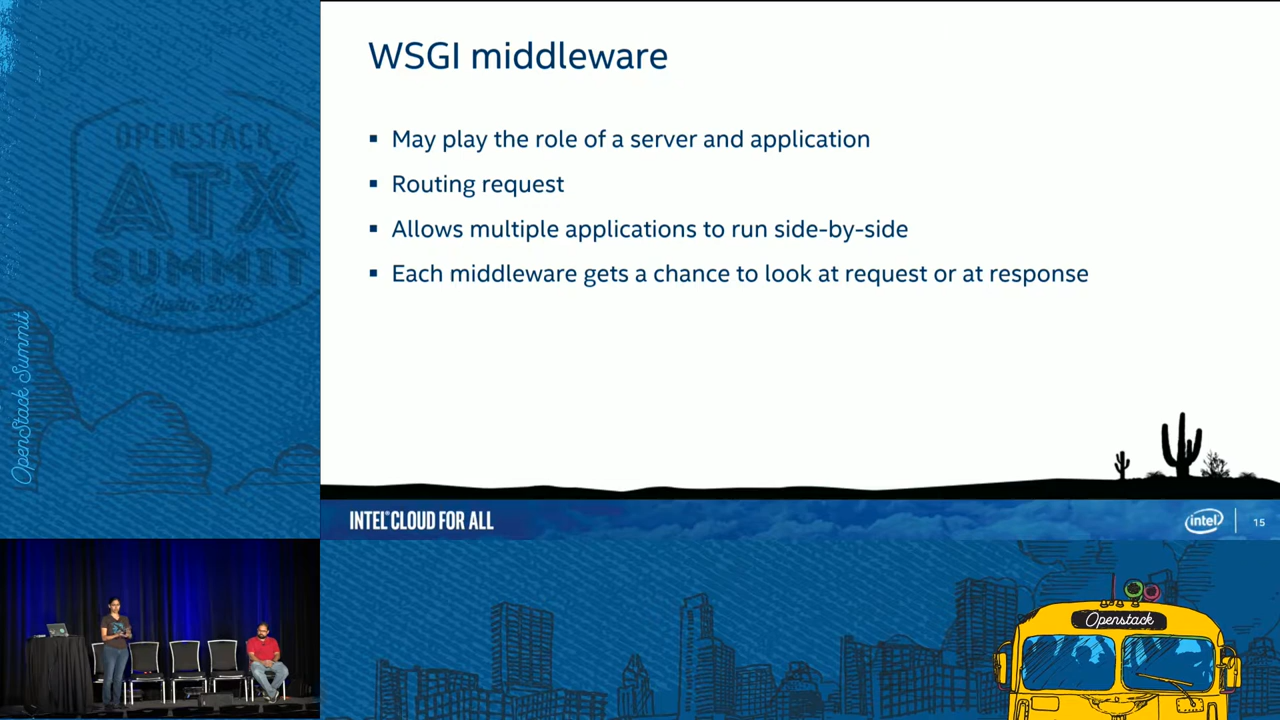 WSGI middleware
▪ May play the role of a server and application
▪ Routing request
▪ Allows multiple applications to run side-by-side
▪ Each middleware gets a chance to look at request or at response
INTEL® CLOUD FOR ALL
intel
15
OPENSTACK
ATX
SUMMIT
OpenStack Summit
Openstack